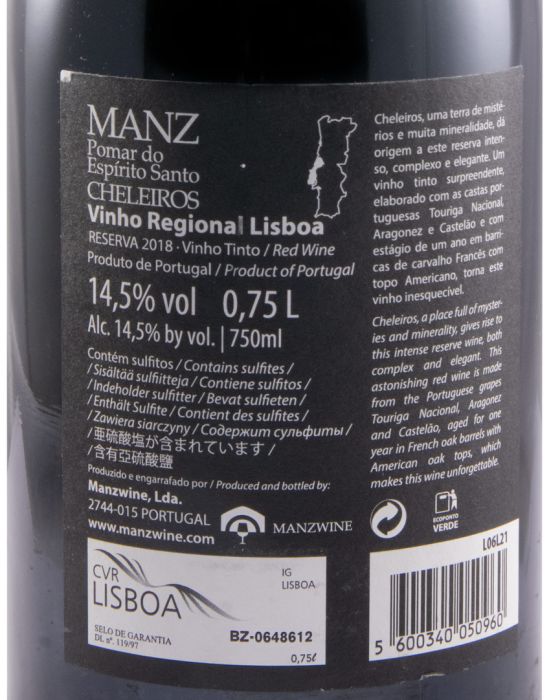 MANZ
Pomar do
Espírito Santo
CHELEIROS
Vinho Regional Lisboa
RESERVA 2018 · Vinho Tinto / Red Wine
Produto de Portugal / Product of Portugal
14,5% vol 0,75 L
Alc. 14,5% by vol. | 750ml
Contém sulfitos / Contains sulfites /
/ Sisältää sulfiitteja / Contiene sulfitos /
/ Indeholder sulfitter / Bevat sulfieten /
/ Enthält Sulfite / Contient des sulfites /
/ Zawiera siarczyny / Содержит сульфиты /
/ 亜硫酸塩が含まれています /
/ 含有亞硫酸鹽
Produzido e engarrafado por / Produced and bottled by:
Manzwine, Lda.
2744-015 PORTUGAL
www.manzwine.com
MANZWINE
Cheleiros, uma terra de misté-
rios e muita mineralidade, dá
origem a este reserva inten-
so, complexo e elegante. Um
vinho tinto surpreendente,
elaborado com as castas por-
tuguesas Touriga Nacional,
Aragonez e Castelão e com
estágio de um ano em barri-
cas de carvalho Francês com
topo Americano, torna este
vinho inesquecível.
Cheleiros, a place full of myster-
ies and minerality, gives rise to
this intense reserve wine, both
complex and elegant. This
astonishing red wine is made
from the Portuguese grapes
Touriga Nacional, Aragonez
and Castelão, aged for one
year in French oak barrels with
American oak tops, which
makes this wine unforgettable.
ECOPONTO
VERDE
CVR
LISBOA
IG
LISBOA
SELO DE GARANTIA
DL nº. 119/97
BZ-0648612
0,75ℓ
L06L21
5 600340 050960